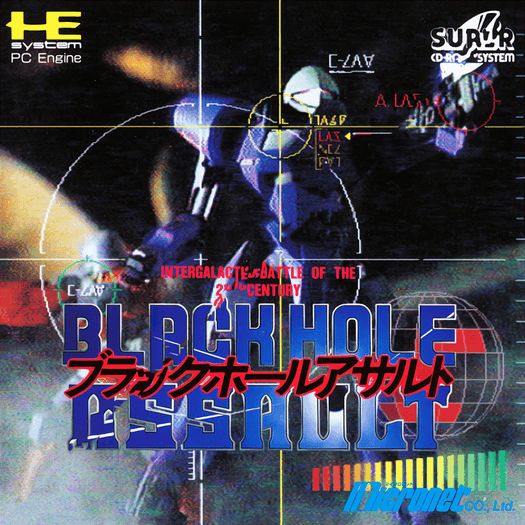 HE
system
PC Engine
SUPER
CD-ROM² SYSTEM
INTERGALACTIC BATTLE OF THE
CENTURY
BLACK HOLE
ブラックホールアサルト
ASSAULT
Micronet CO., Ltd.